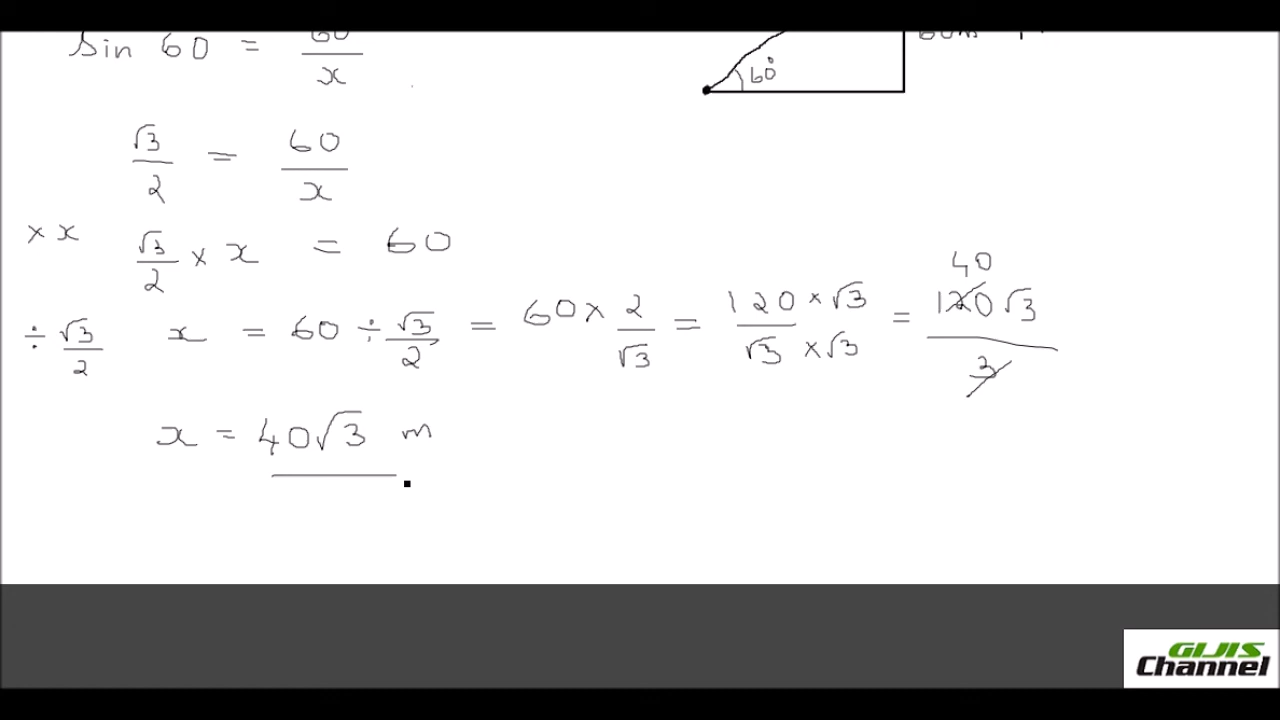 Sin 60 = 60/x
60°
60m
√3/2 = 60/x
× x √3/2 × x = 60
÷ √3/2 x = 60 ÷ √3/2 = 60 × 2/√3 = 120 × √3 / √3 × √3 = 120√3 / 3
40
x = 40√3 m
GIJIS
Channel